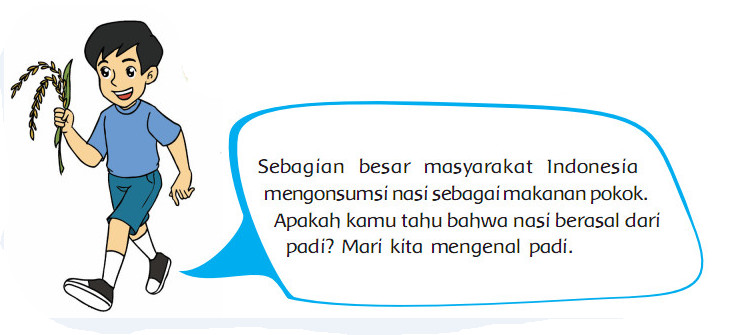 Sebagian besar masyarakat Indonesia
mengonsumsi nasi sebagai makanan pokok.
Apakah kamu tahu bahwa nasi berasal dari
padi? Mari kita mengenal padi.